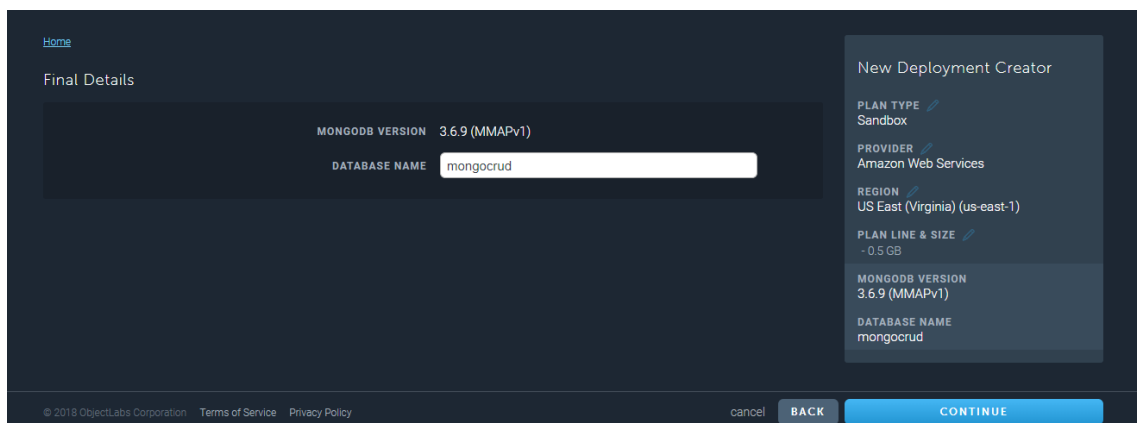 Home
Final Details
MONGODB VERSION 3.6.9 (MMAPv1)
DATABASE NAME mongocrud
New Deployment Creator
PLAN TYPE
Sandbox
PROVIDER
Amazon Web Services
REGION
US East (Virginia) (us-east-1)
PLAN LINE & SIZE
- 0.5 GB
MONGODB VERSION
3.6.9 (MMAPv1)
DATABASE NAME
mongocrud
© 2018 ObjectLabs Corporation Terms of Service Privacy Policy
cancel BACK CONTINUE